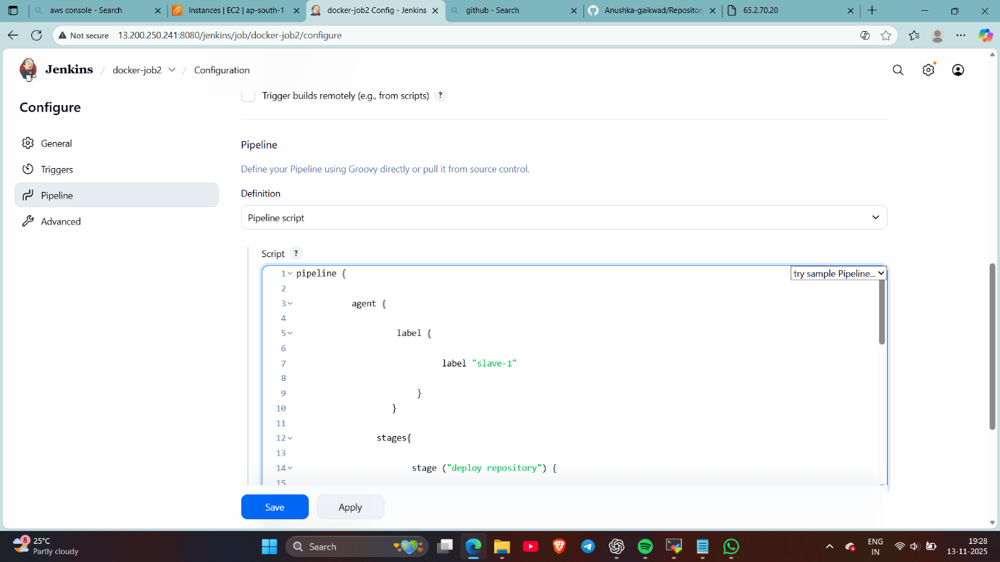 aws console - Search
Instances | EC2 | ap-south-1
docker-job2 Config - Jenkins
github - Search
Anushka-gaikwad/Repository
65.2.70.20
Not secure
13.200.250.241:8080/jenkins/job/docker-job2/configure
Jenkins / docker-job2 / Configuration
Configure
General
Triggers
Pipeline
Advanced
Trigger builds remotely (e.g., from scripts) ?
Pipeline
Define your Pipeline using Groovy directly or pull it from source control.
Definition
Pipeline script
Script ?
try sample Pipeline...
1 pipeline {
2
3 agent {
4
5 label {
6
7 label "slave-1"
8
9 }
10 }
11
12 stages{
13
14 stage ("deploy repository") {
15
Save
Apply
8
25°C
Partly cloudy
Search
ENG
IN
19:28
13-11-2025